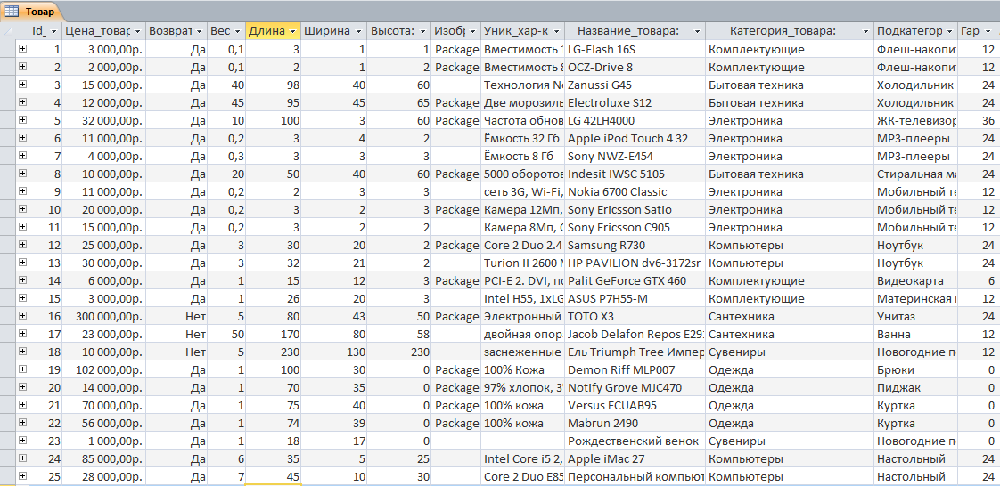 Товар
id_ Цена_товар Возврат Вес Длина Ширина Высота: Изобр Уник_хар-к Название_товара: Категория_товара: Подкатегор Гар
1 3 000,00р. Да 0,1 3 1 1 Package Вместимость 1 LG-Flash 16S Комплектующие Флеш-накопит 12
2 2 000,00р. Да 0,1 2 1 1 Package Вместимость 8 OCZ-Drive 8 Комплектующие Флеш-накопит 12
3 15 000,00р. Да 40 98 40 60 Технология No Zanussi G45 Бытовая техника Холодильник 24
4 12 000,00р. Да 45 95 45 65 Package Две морозиль Electroluxe S12 Бытовая техника Холодильник 24
5 32 000,00р. Да 10 100 3 60 Package Частота обнов LG 42LH4000 Электроника ЖК-телевизор 36
6 11 000,00р. Да 0,2 3 4 2 Ёмкость 32 Гб Apple iPod Touch 4 32 Электроника MP3-плееры 24
7 4 000,00р. Да 0,3 3 3 3 Ёмкость 8 Гб Sony NWZ-E454 Электроника MP3-плееры 24
8 10 000,00р. Да 20 50 40 60 Package 5000 оборотов Indesit IWSC 5105 Бытовая техника Стиральная ма 24
9 11 000,00р. Да 0,2 2 3 3 сеть 3G, Wi-Fi, Nokia 6700 Classic Электроника Мобильный те 12
10 20 000,00р. Да 0,2 3 2 3 Package Камера 12Мп, Sony Ericsson Satio Электроника Мобильный те 12
11 15 000,00р. Да 0,2 3 2 2 Камера 8Мп, С Sony Ericsson C905 Электроника Мобильный те 12
12 25 000,00р. Да 3 30 20 2 Package Core 2 Duo 2.4 Samsung R730 Компьютеры Ноутбук 24
13 30 000,00р. Да 3 32 21 2 Turion II 2600 M HP PAVILION dv6-3172sr Компьютеры Ноутбук 24
14 6 000,00р. Да 1 15 12 3 Package PCI-E 2. DVI, по Palit GeForce GTX 460 Комплектующие Видеокарта 6
15 3 000,00р. Да 1 26 20 3 Intel H55, 1xLG ASUS P7H55-M Комплектующие Материнская 12
16 300 000,00р. Нет 5 80 43 50 Package Электронный TOTO X3 Сантехника Унитаз 24
17 23 000,00р. Нет 50 170 80 58 двойная опор Jacob Delafon Repos E291 Сантехника Ванна 12
18 10 000,00р. Нет 5 230 130 230 заснеженные Ель Triumph Tree Импер Сувениры Новогодние п 12
19 102 000,00р. Да 1 100 30 0 Package 100% Кожа Demon Riff MLP007 Одежда Брюки 0
20 14 000,00р. Да 1 70 35 0 Package 97% хлопок, 3% Notify Grove MJC470 Одежда Пиджак 0
21 70 000,00р. Да 1 75 40 0 Package 100% кожа Versus ECUAB95 Одежда Куртка 0
22 56 000,00р. Да 1 74 39 0 Package 100% кожа Mabrun 2490 Одежда Куртка 0
23 1 000,00р. Да 1 18 17 0 Рождественский венок Сувениры Новогодние п 0
24 85 000,00р. Да 6 35 5 25 Intel Core i5 2, Apple iMac 27 Компьютеры Настольный 24
25 28 000,00р. Да 7 45 10 30 Core 2 Duo E85 Персональный компьют Компьютеры Настольный 24